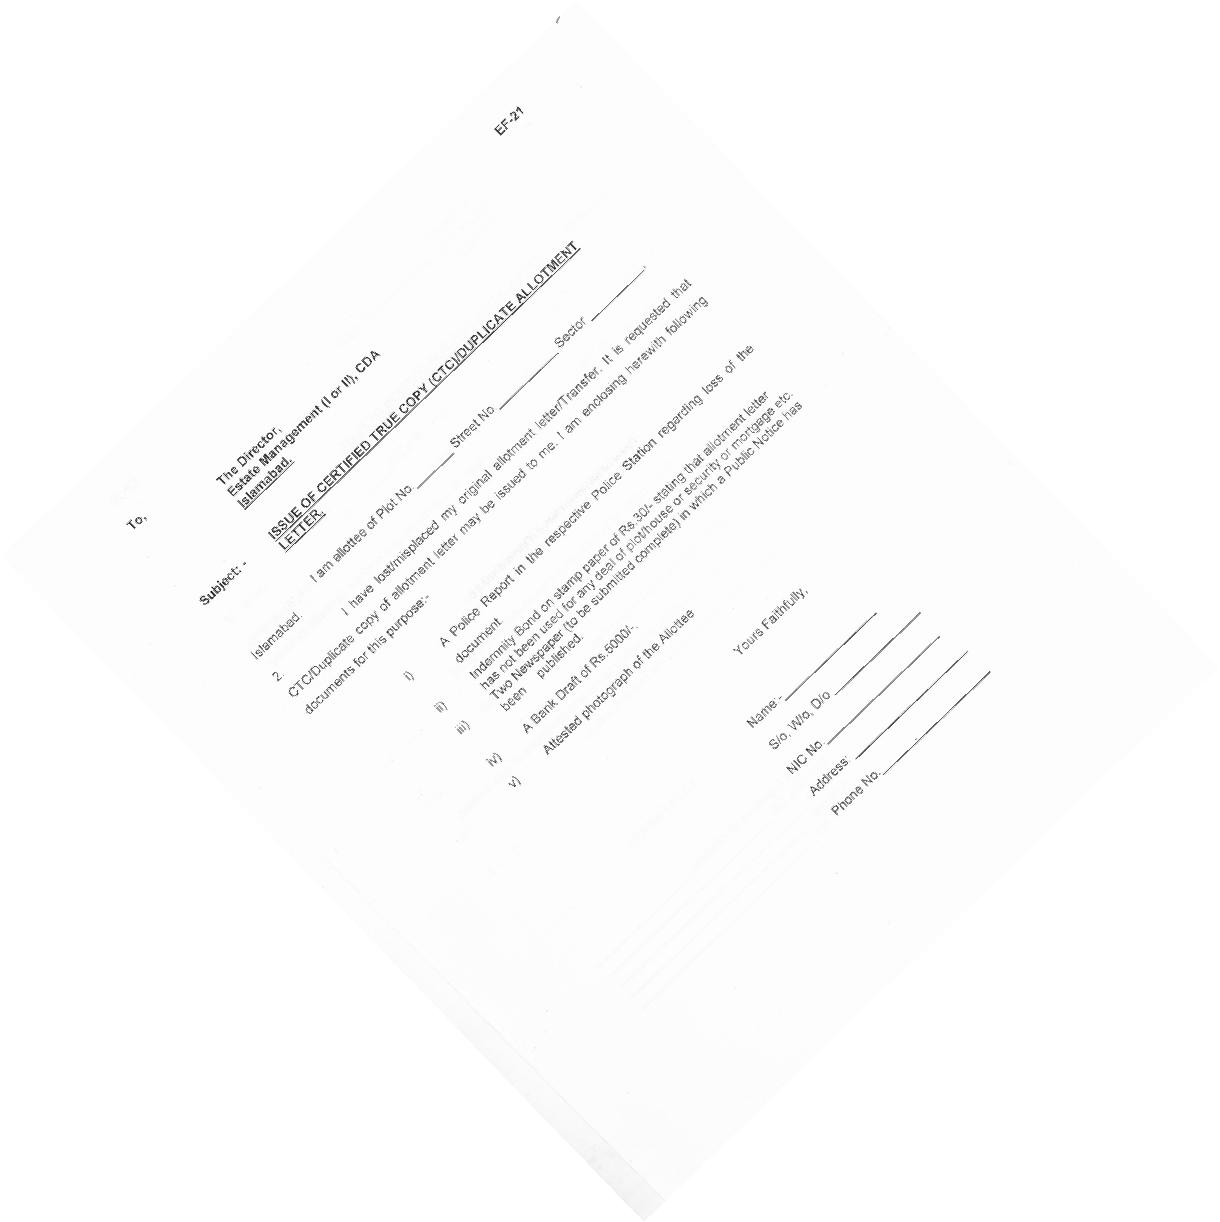 EF-21
To,
The Director,
Estate Management (I or II), CDA
Islamabad.
Subject: - ISSUE OF CERTIFIED TRUE COPY (CTC)/DUPLICATE ALLOTMENT
LETTER.
I am allottee of Plot No. ______ Street No. __________ Sector _________,
Islamabad.
2. I have lost/misplaced my original allotment letter/Transfer. It is requested that
CTC/Duplicate copy of allotment letter may be issued to me. I am enclosing herewith following
documents for this purpose:-
i) A Police Report in the respective Police Station regarding loss of the
document.
ii) Indemnity Bond on stamp paper of Rs.30/- stating that allotment letter
has not been used for any deal of plot/house or security or mortgage etc.
iii) Two Newspaper (to be submitted complete) in which a Public Notice has
been published.
iv) A Bank Draft of Rs.5000/-.
v) Attested photograph of the Allottee
Yours Faithfully,
Name:- ______________
S/o, W/o, D/o ______________
NIC No. ______________
Address: ______________
Phone No. ______________